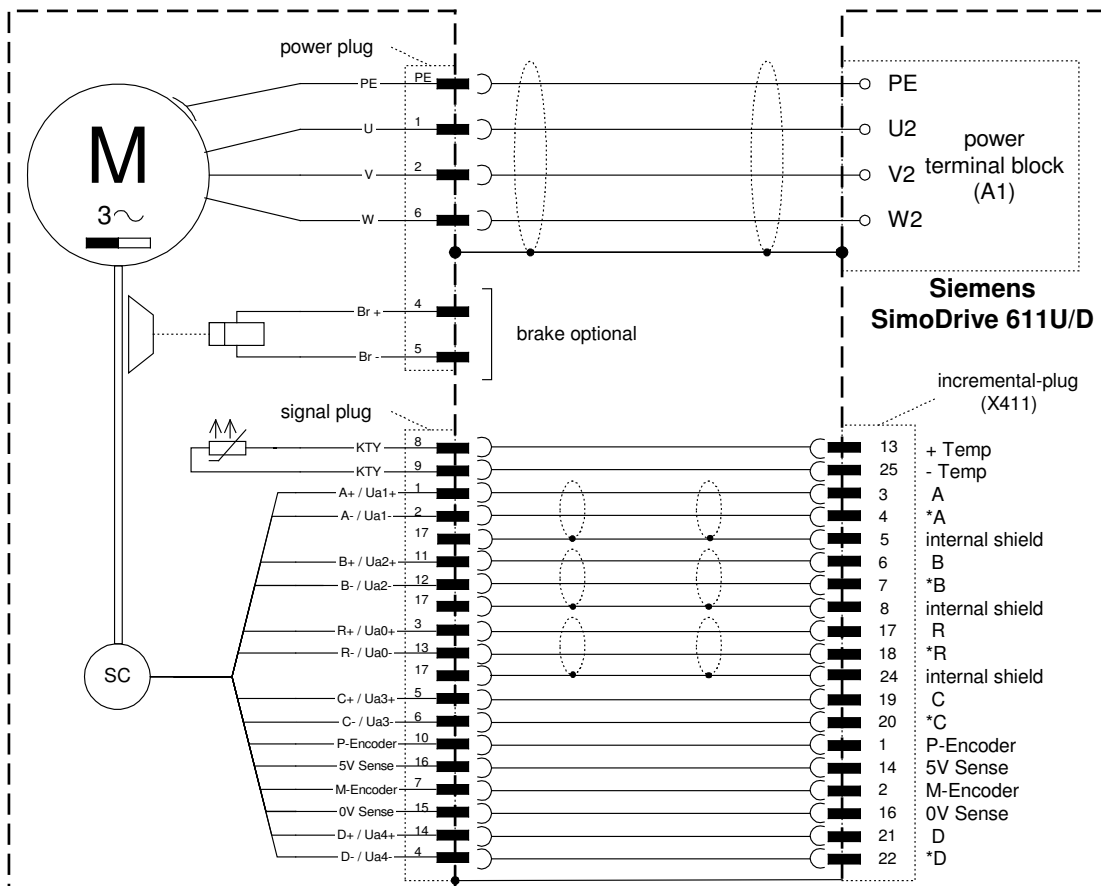 power plug
PE PE PE
U 1 U2
V 2 V2
W 6 W2
power
terminal block
(A1)
M
3
Siemens
SimoDrive 611U/D
Br + 4
Br - 5
brake optional
signal plug
incremental-plug
(X411)
KTY 8 13 + Temp
KTY 9 25 - Temp
A+ / Ua1+ 1 3 A
A- / Ua1- 2 4 *A
17 5 internal shield
B+ / Ua2+ 11 6 B
B- / Ua2- 12 7 *B
17 8 internal shield
R+ / Ua0+ 3 17 R
R- / Ua0- 13 18 *R
17 24 internal shield
SC
C+ / Ua3+ 5 19 C
C- / Ua3- 6 20 *C
P-Encoder 10 1 P-Encoder
5V Sense 16 14 5V Sense
M-Encoder 7 2 M-Encoder
0V Sense 15 16 0V Sense
D+ / Ua4+ 14 21 D
D- / Ua4- 4 22 *D